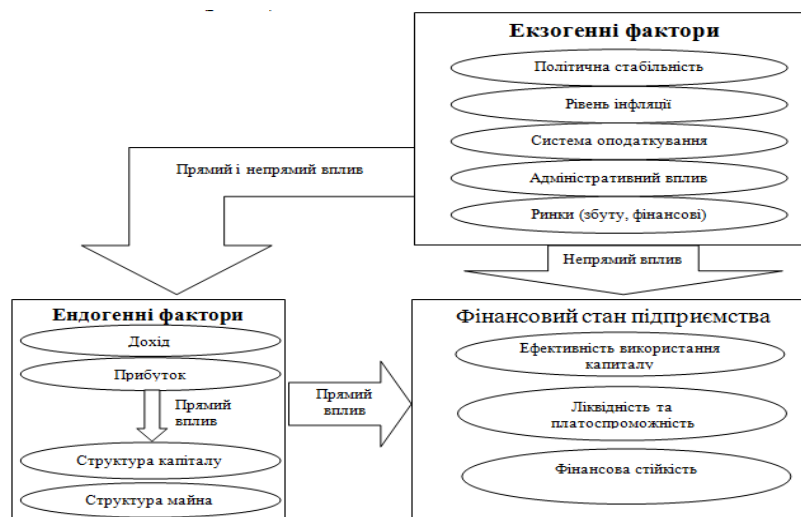 Екзогенні фактори
Політична стабільність
Рівень інфляції
Система оподаткування
Адміністративний вплив
Ринки (збуту, фінансові)
Прямий і непрямий вплив
Непрямий вплив
Ендогенні фактори
Дохід
Прибуток
Прямий
вплив
Структура капіталу
Структура майна
Прямий
вплив
Фінансовий стан підприємства
Ефективність використання
капиталу
Ліквідність та
платоспроможність
Фінансова стійкість